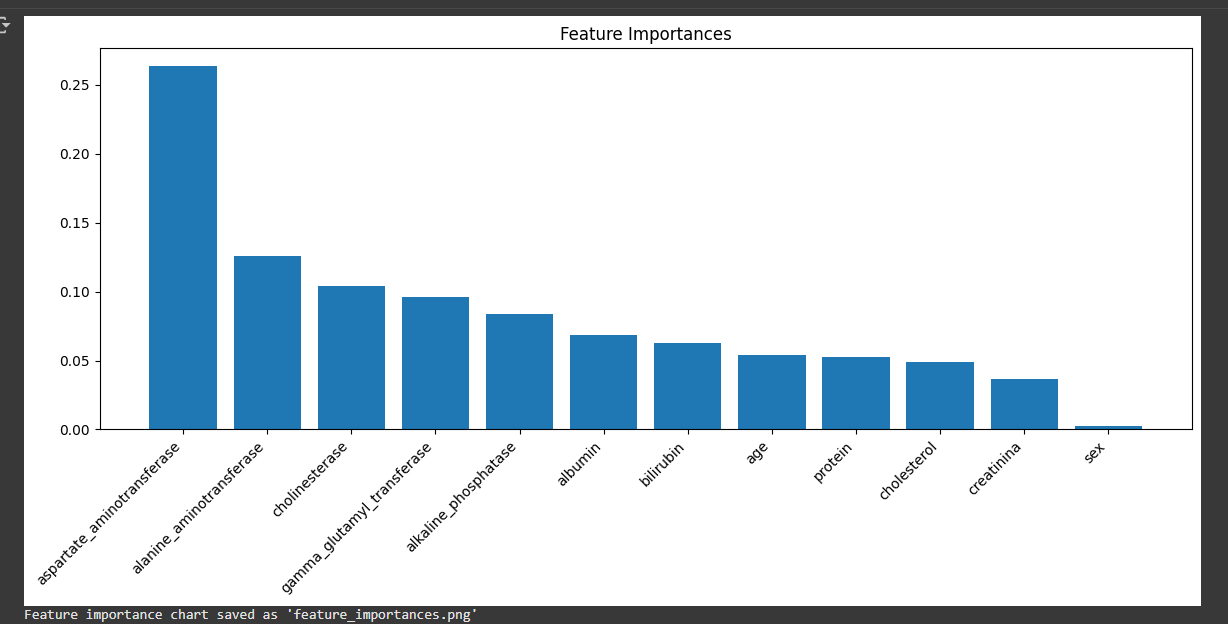 Feature Importances
0.25
0.20
0.15
0.10
0.05
0.00
aspartate_aminotransferase
alanine_aminotransferase
cholinesterase
gamma_glutamyl_transferase
alkaline_phosphatase
albumin
bilirubin
age
protein
cholesterol
creatinina
sex
Feature importance chart saved as 'feature_importances.png'